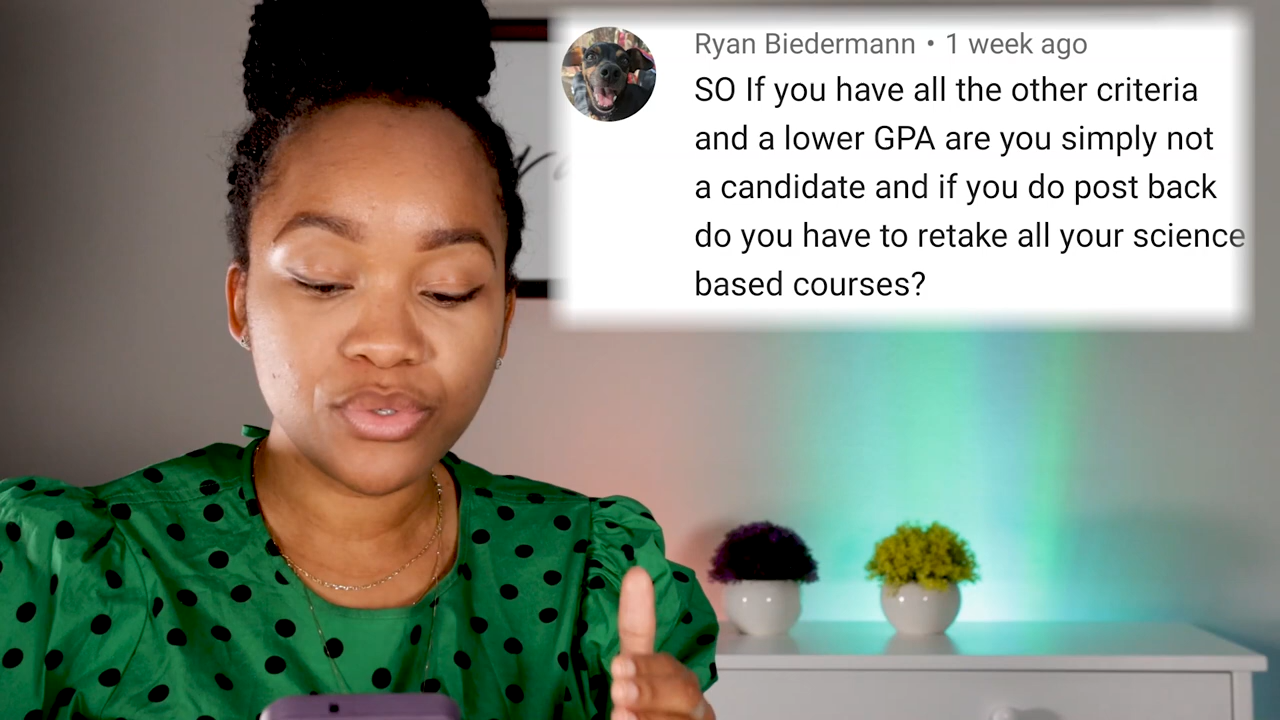 Ryan Biedermann • 1 week ago
SO If you have all the other criteria
and a lower GPA are you simply not
a candidate and if you do post back
do you have to retake all your science
based courses?